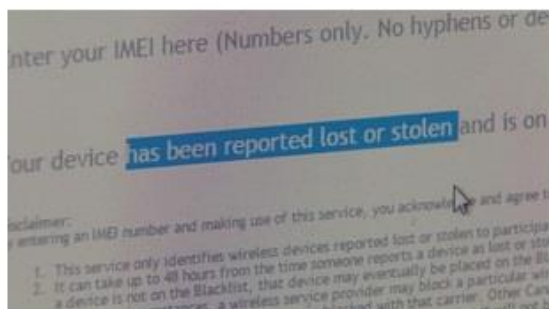 nter your IMEI here (Numbers only. No hyphens or de
our device has been reported lost or stolen and is on
isclaimer:
entering an IMEI number and making use of this service, you acknowle e and agree t
1. This service only identifies wireless devices reported lost or stolen to participa
2. It can take up to 48 hours from the time someone reports a device as lost or sto
a device is not on the Blacklist, that device may eventually be placed on the Bl
a wireless service provider may block a particular wi
with that carrier. Other Can